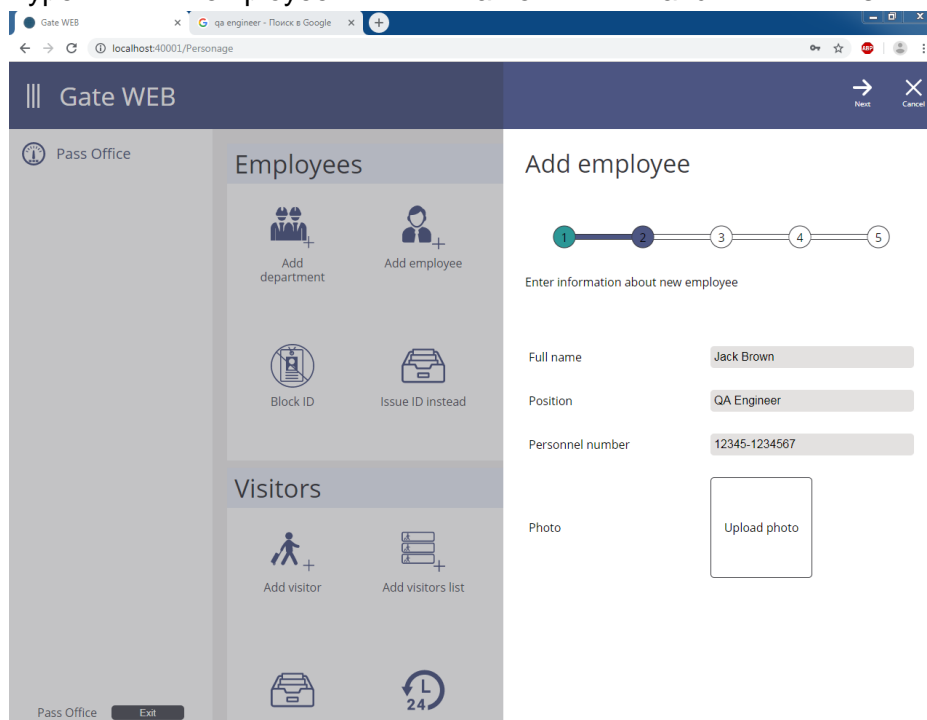 Gate WEB
qa engineer - Поиск в Google
localhost:40001/Personage
ABP
Gate WEB
Next
Cancel
Pass Office
Employees
Add department
Add employee
Block ID
Issue ID instead
Visitors
Add visitor
Add visitors list
24
Pass Office
Exit
Add employee
1 2 3 4 5
Enter information about new employee
Full name Jack Brown
Position QA Engineer
Personnel number 12345-1234567
Photo Upload photo